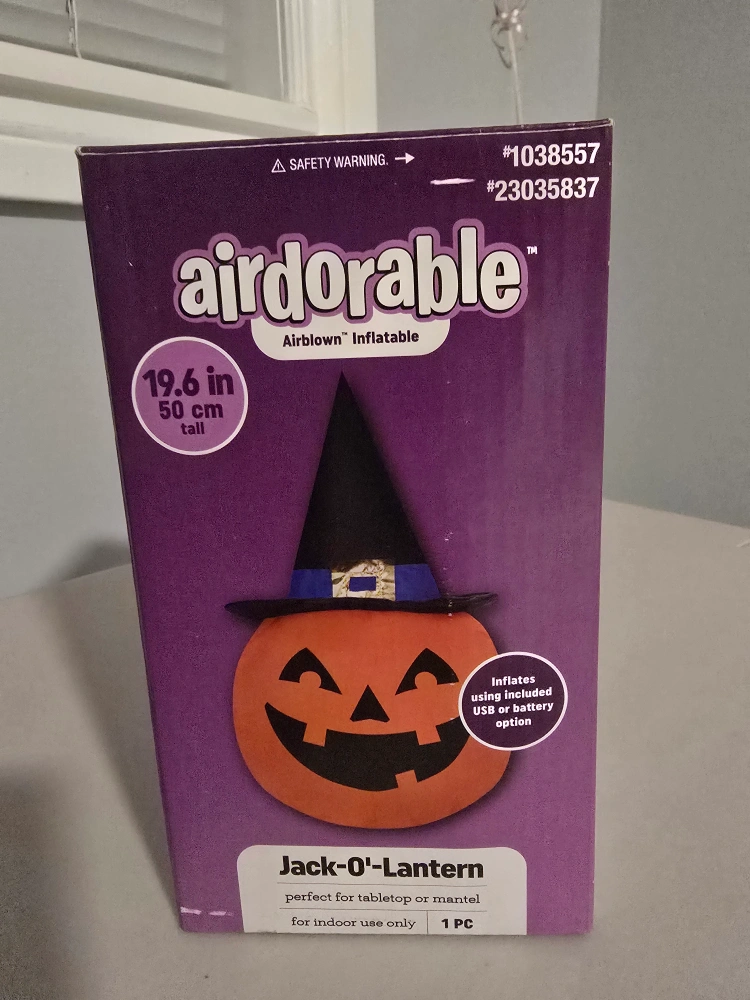 ⚠ SAFETY WARNING. →
#1038557
#23035837
airdorable™
Airblown™ Inflatable
19.6 in
50 cm
tall
Inflates
using included
USB or battery
option
Jack-O'-Lantern
perfect for tabletop or mantel
for indoor use only
1 PC